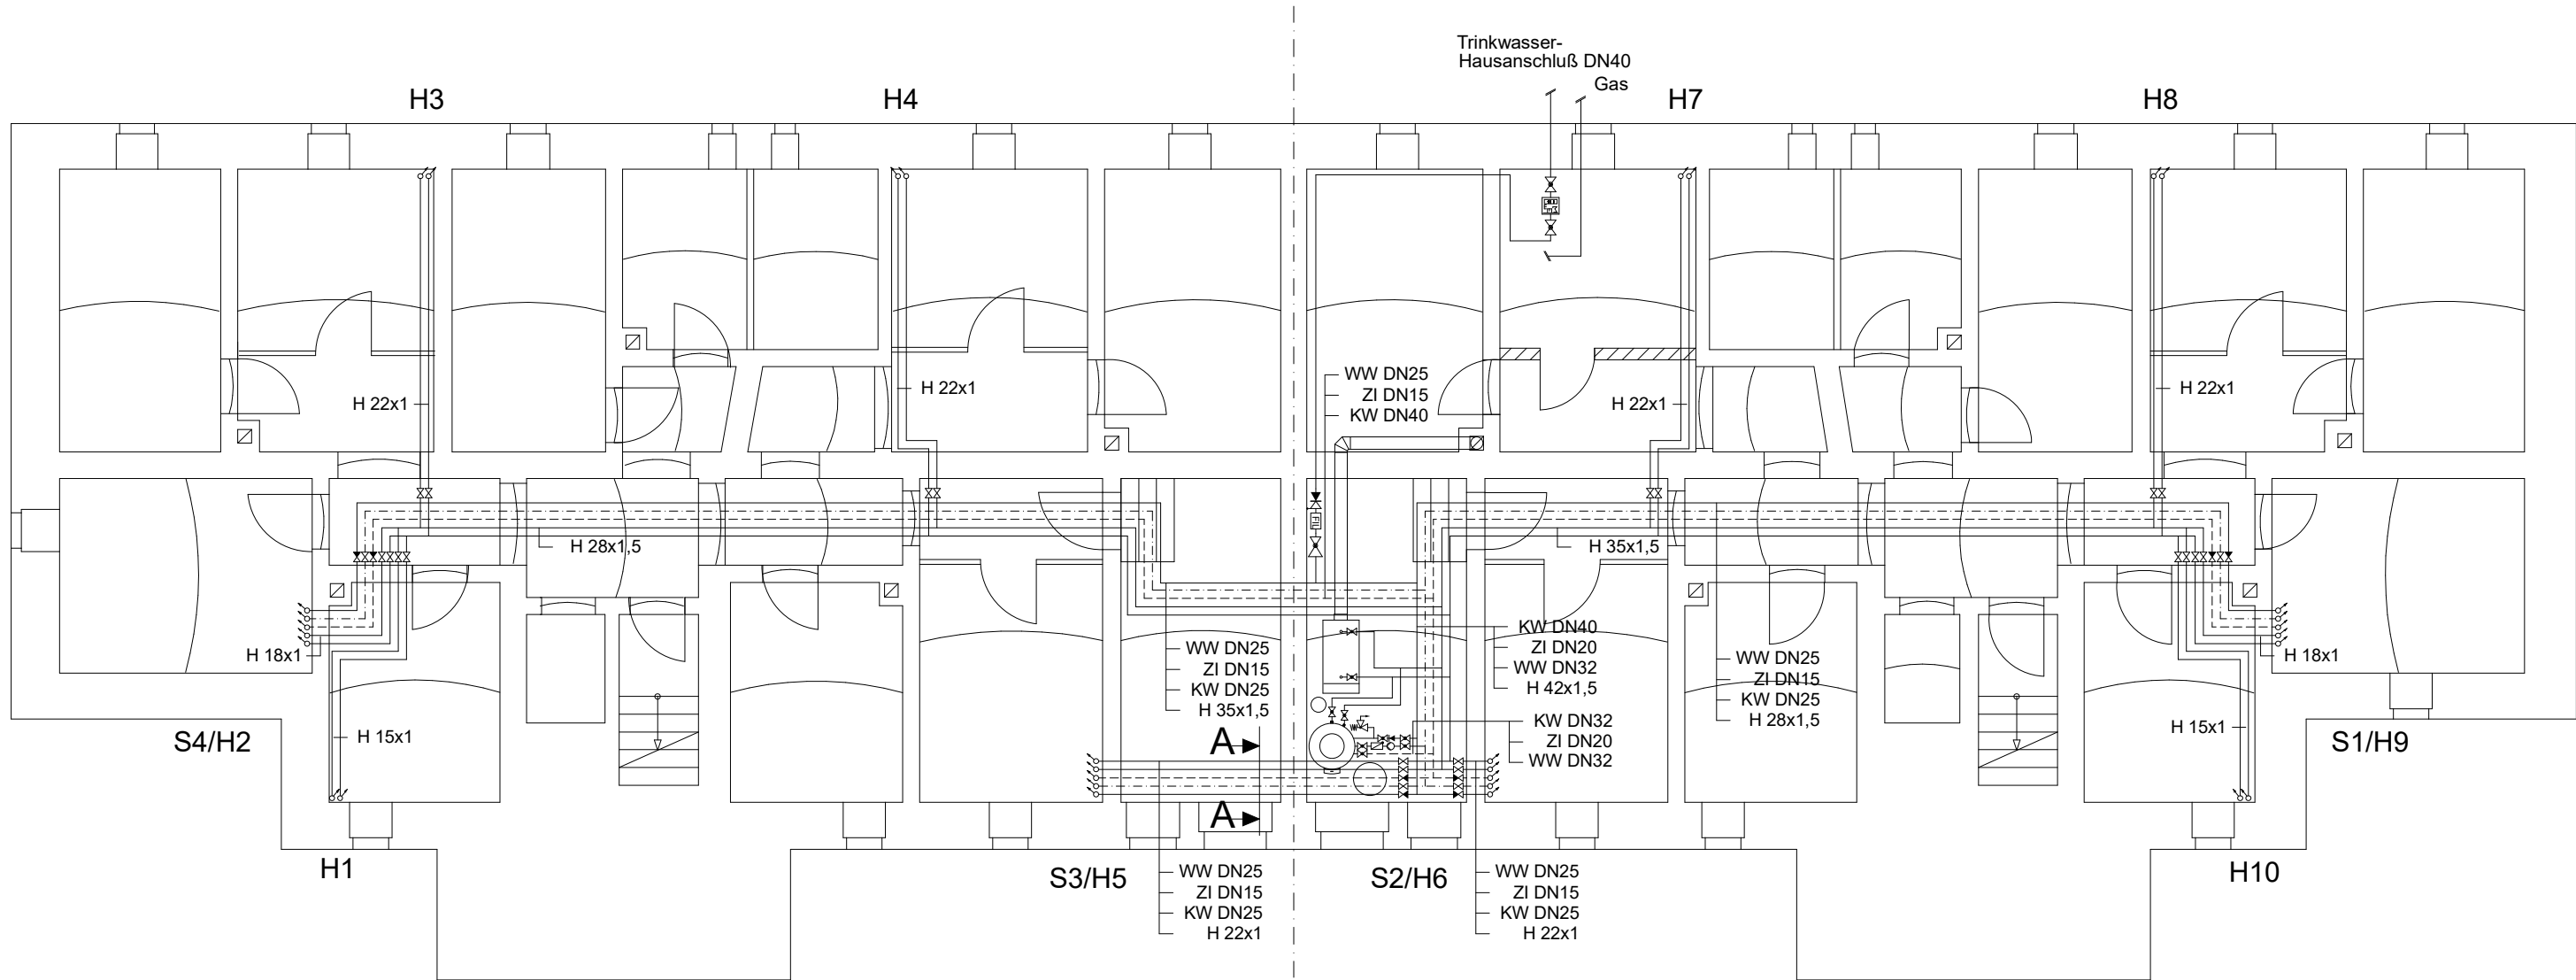 Trinkwasser-
Hausanschluß DN40
Gas
H3
H4
H7
H8
H 22x1
H 22x1
WW DN25
ZI DN15
KW DN40
H 22x1
H 22x1
H 28x1,5
H 35x1,5
H 18x1
WW DN25
ZI DN15
KW DN25
H 35x1,5
KW DN40
ZI DN20
WW DN32
H 42x1,5
WW DN25
ZI DN15
KW DN25
H 28x1,5
H 18x1
KW DN32
ZI DN20
WW DN32
S4/H2
H 15x1
A
A
H 15x1
S1/H9
H1
S3/H5
WW DN25
ZI DN15
KW DN25
H 22x1
S2/H6
WW DN25
ZI DN15
KW DN25
H 22x1
H10